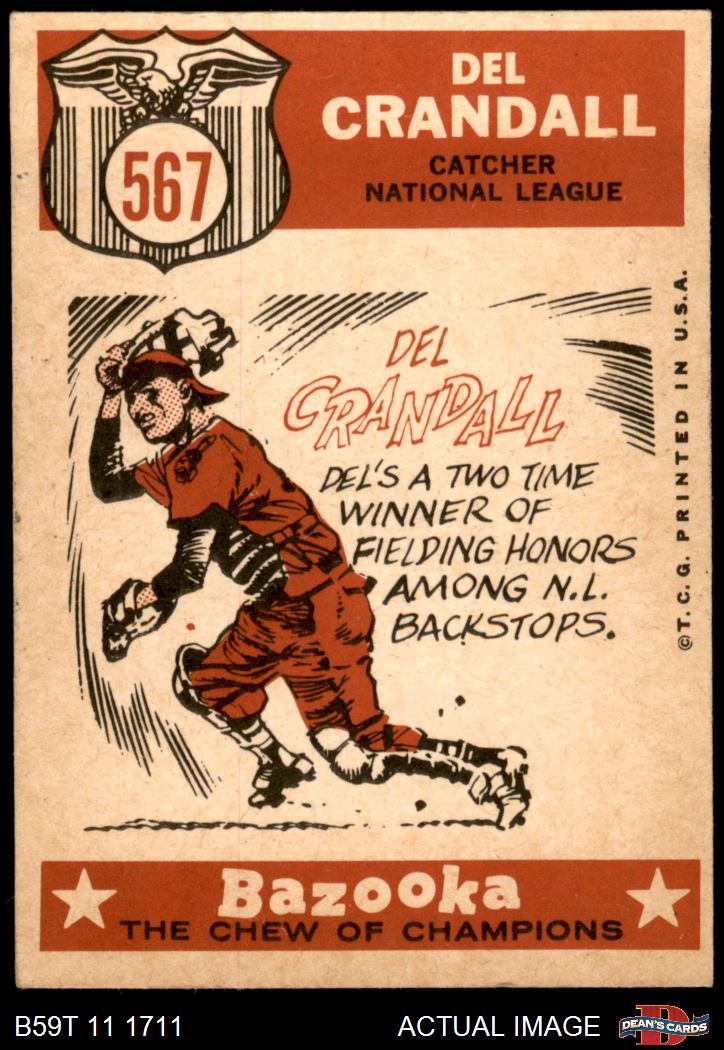 567
DEL
CRANDALL
CATCHER
NATIONAL LEAGUE
DEL
CRANDALL
DEL'S A TWO TIME
WINNER OF
FIELDING HONORS
AMONG N.L.
BACKSTOPS.
©T.C.G. PRINTED IN U.S.A.
Bazooka
THE CHEW OF CHAMPIONS
B59T 11 1711
ACTUAL IMAGE
D
DEAN'S CARDS